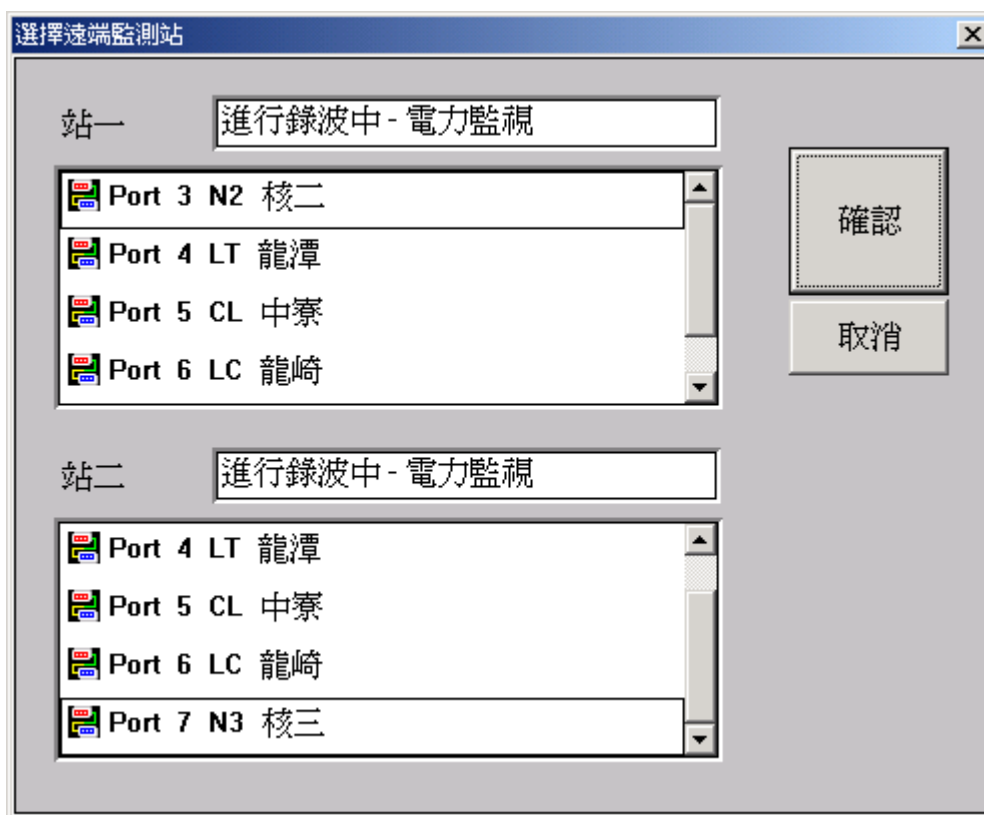 選擇遠端監測站
站一
進行錄波中 - 電力監視
Port 3 N2 核二
Port 4 LT 龍潭
Port 5 CL 中寮
Port 6 LC 龍崎
確認
取消
站二
進行錄波中 - 電力監視
Port 4 LT 龍潭
Port 5 CL 中寮
Port 6 LC 龍崎
Port 7 N3 核三